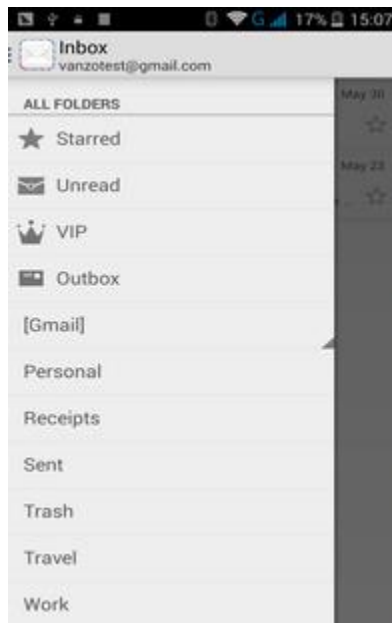 G 17% 15:07
Inbox
vanzotest@gmail.com
ALL FOLDERS
May 30
Starred
Unread
May 23
VIP
Outbox
[Gmail]
Personal
Receipts
Sent
Trash
Travel
Work